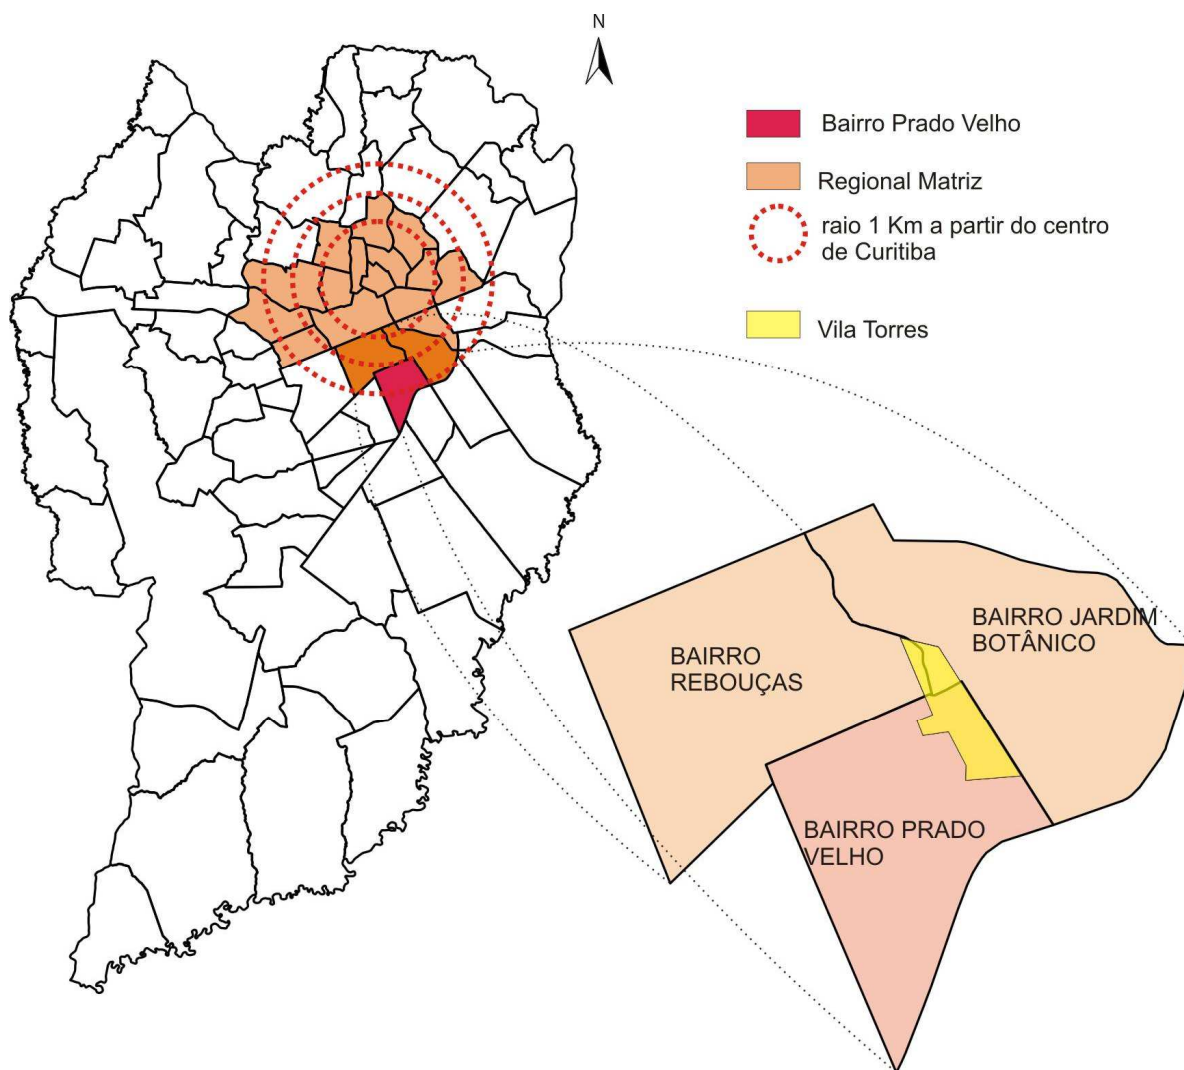 N
Bairro Prado Velho
Regional Matriz
raio 1 Km a partir do centro
de Curitiba
Vila Torres
BAIRRO JARDIM
BOTÂNICO
BAIRRO
REBOUÇAS
BAIRRO PRADO
VELHO